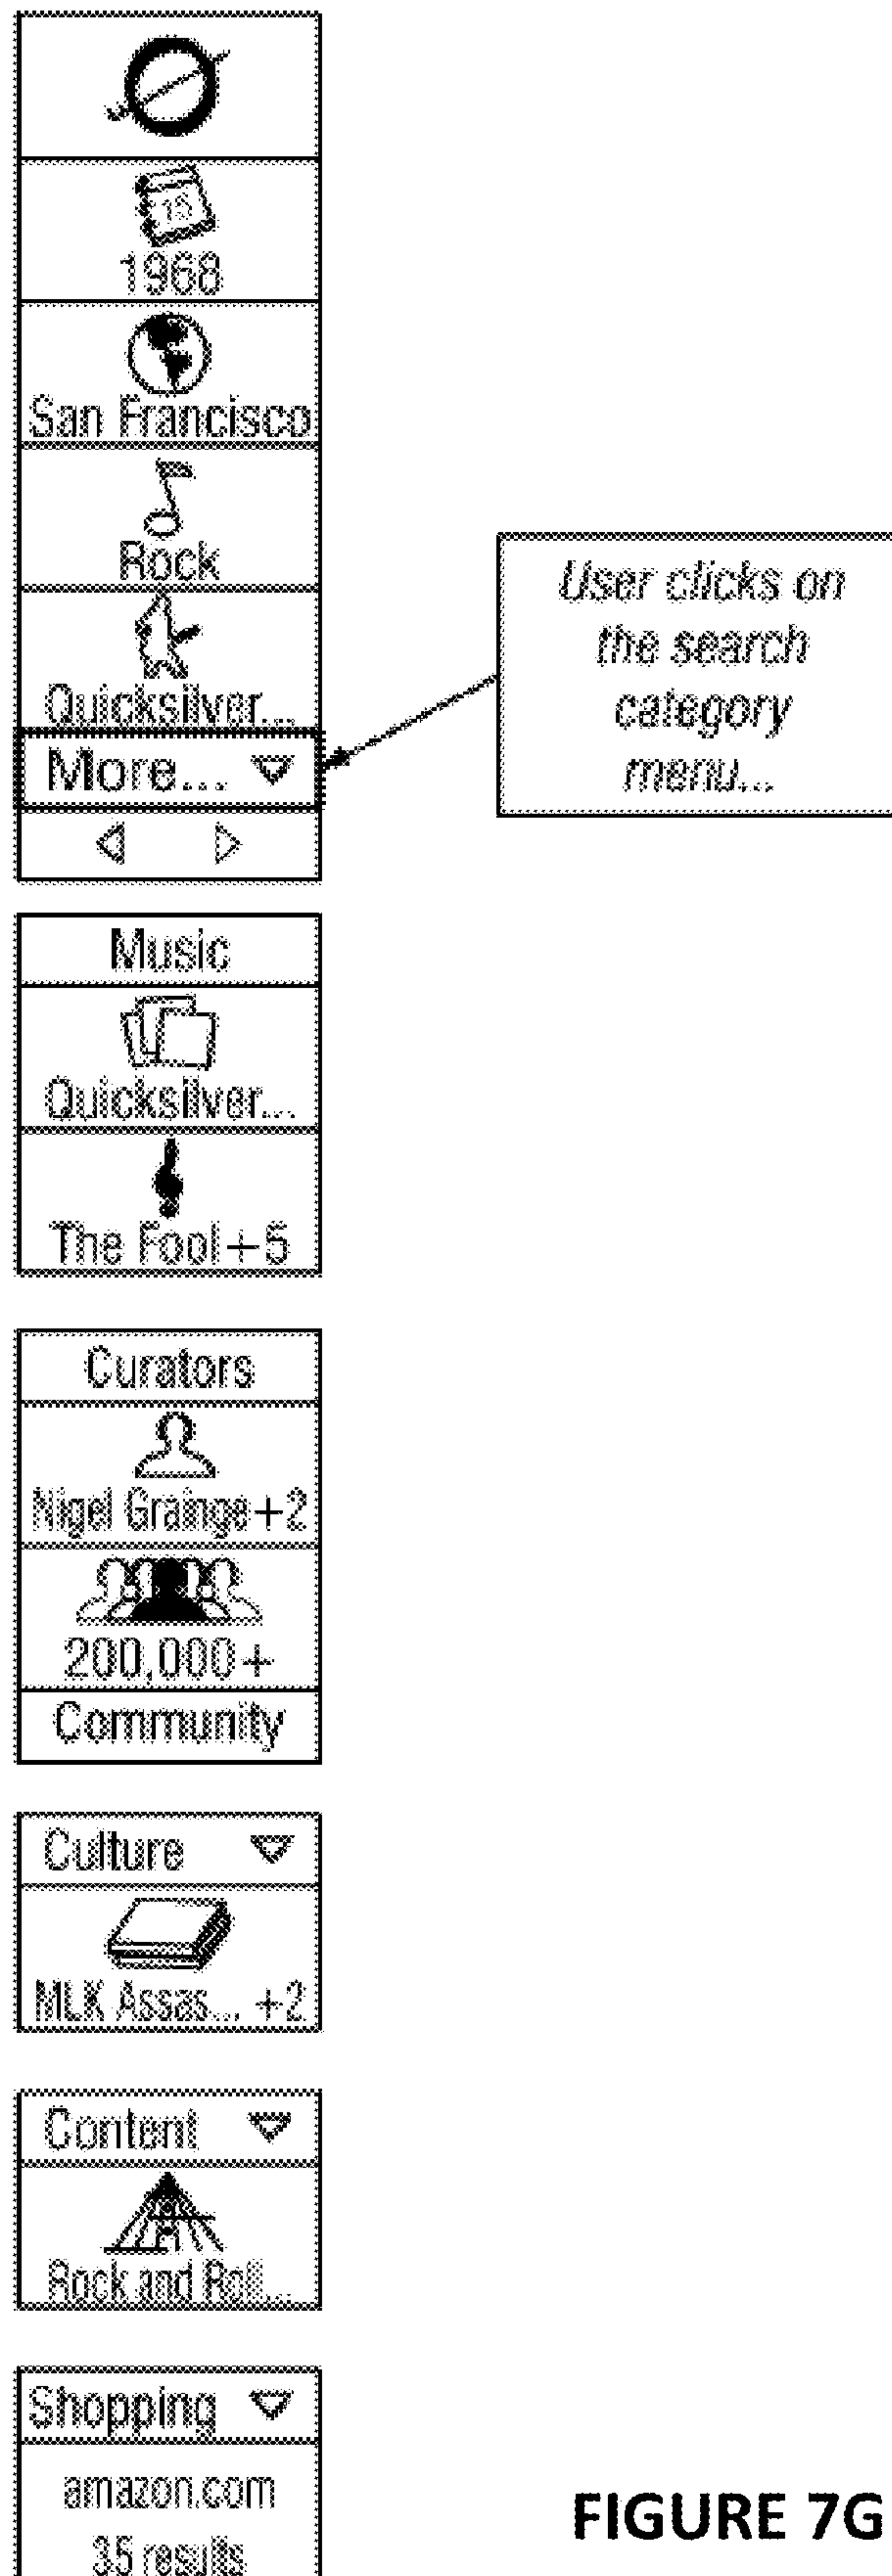 15
1968
San Francisco
Rock
Quicksilver...
More...
User clicks on
the search
category
menu...
Music
Quicksilver...
The Fool +5
Curators
Nigel Grainge +2
200,000+
Community
Culture
MLK Assas... +2
Content
Rock and Roll...
Shopping
amazon.com
35 results
FIGURE 7G